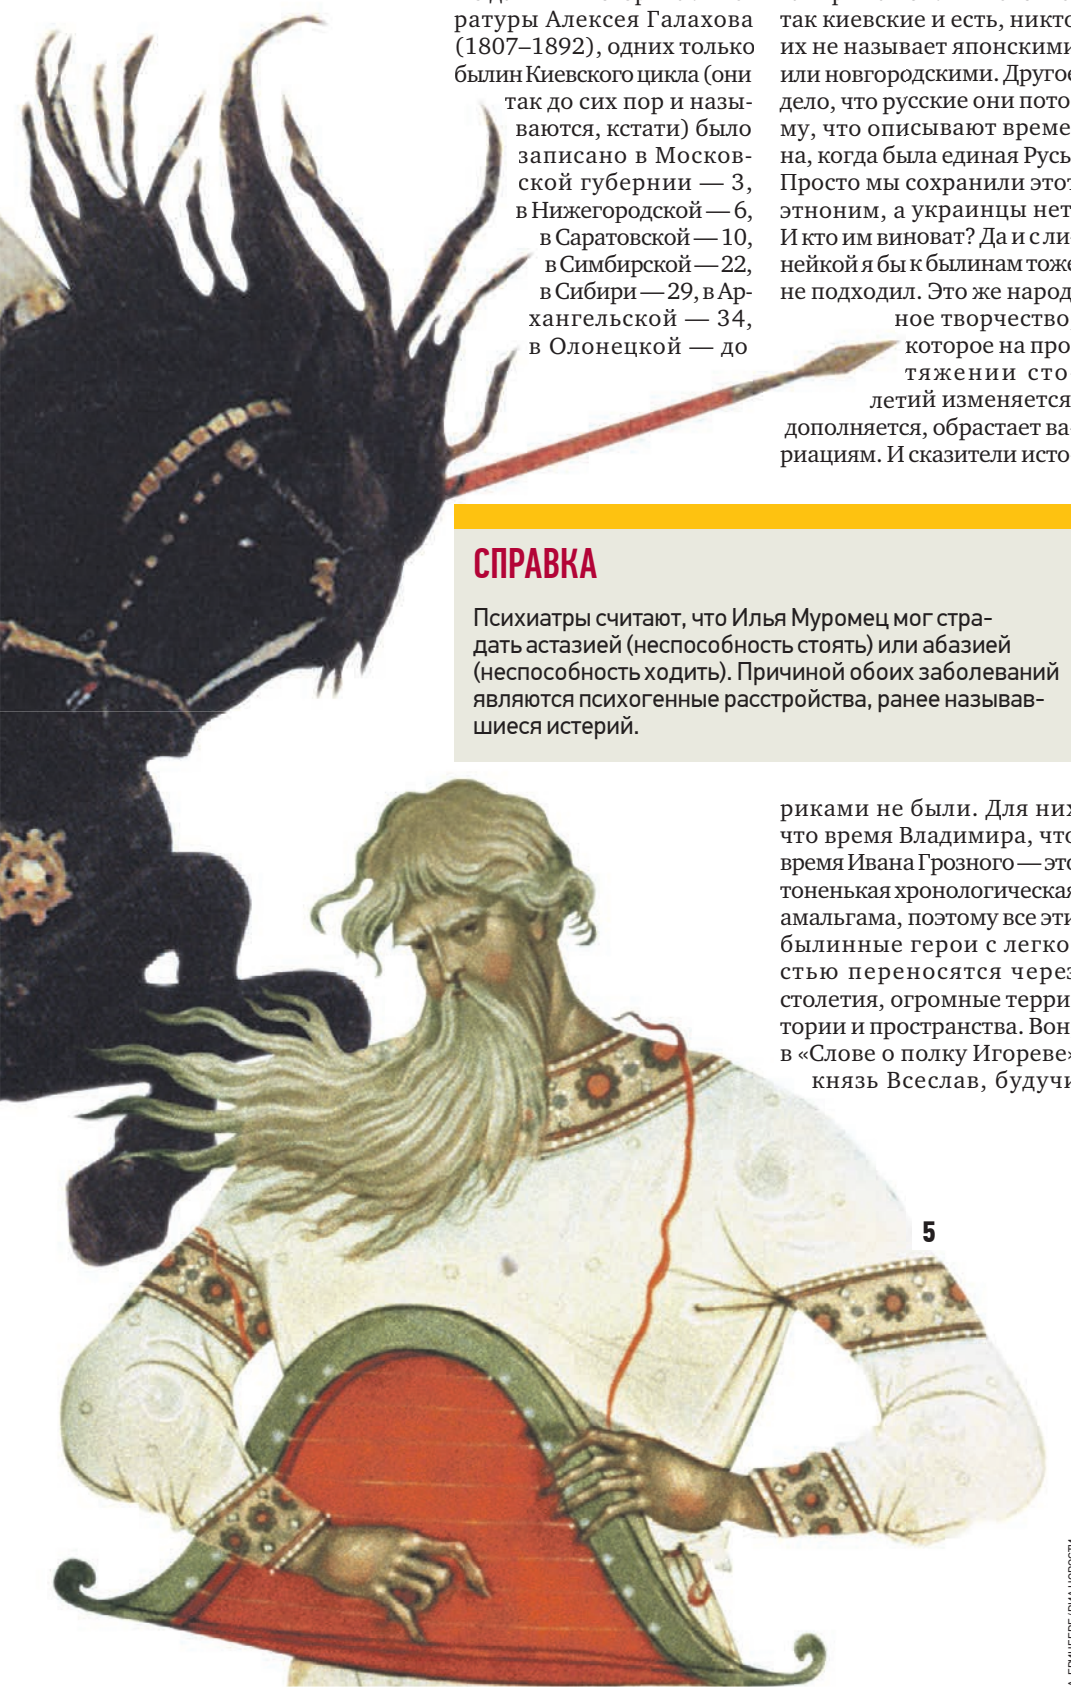 ратуры Алексея Галахова
(1807–1892), одних только
былин Киевского цикла (они
так до сих пор и назы-
ваются, кстати) было
записано в Москов-
ской губернии — 3,
в Нижегородской — 6,
в Саратовской — 10,
в Симбирской — 22,
в Сибири — 29, в Ар-
хангельской — 34,
в Олонецкой — до
так киевские и есть, никто
их не называет японскими
или новгородскими. Другое
дело, что русские они пото
му, что описывают време
на, когда была единая Русь
Просто мы сохранили этот
этноним, а украинцы нет
И кто им виноват? Да и с ли
нейкой я бы к былинам тоже
не подходил. Это же народ
ное творчество
которое на про
тяжении сто
летий изменяется
дополняется, обрастает ва-
риациям. И сказители исто
СПРАВКА
Психиатры считают, что Илья Муромец мог стра-
дать астазией (неспособность стоять) или абазией
(неспособность ходить). Причиной обоих заболеваний
являются психогенные расстройства, ранее называв-
шиеся истерий.
риками не были. Для них
что время Владимира, что
время Ивана Грозного — это
тоненькая хронологическая
амальгама, поэтому все эти
былинные герои с легко
стью переносятся через
столетия, огромные терри
тории и пространства. Вон
в «Слове о полку Игореве»
князь Всеслав, будучи
5